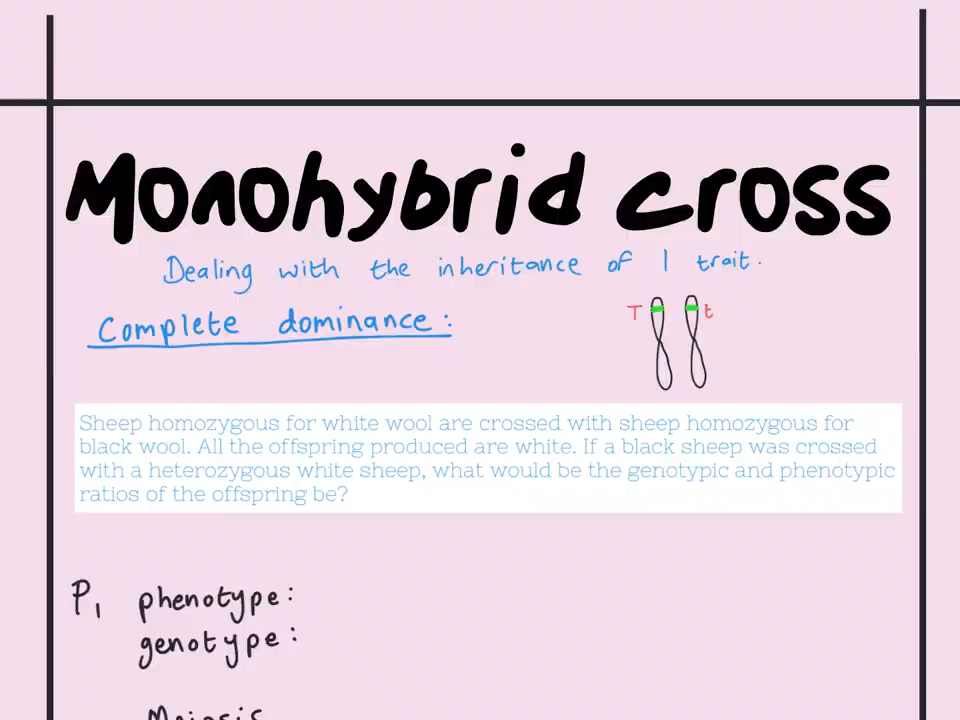 Monohybrid cross
Dealing with the inheritance of 1 trait.
Complete dominance:
T t
Sheep homozygous for white wool are crossed with sheep homozygous for
black wool. All the offspring produced are white. If a black sheep was crossed
with a heterozygous white sheep, what would be the genotypic and phenotypic
ratios of the offspring be?
P1 phenotype:
genotype:
Meiosis